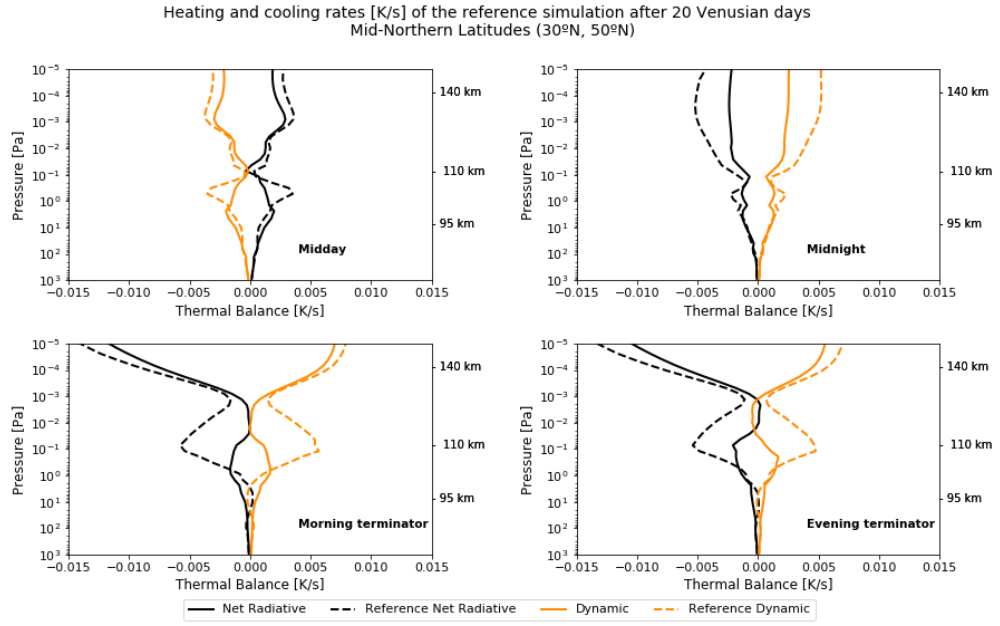 Heating and cooling rates [K/s] of the reference simulation after 20 Venusian days
Mid-Northern Latitudes (30ºN, 50ºN)
Pressure [Pa]
10⁻⁵
10⁻⁴
10⁻³
10⁻²
10⁻¹
10⁰
10¹
10²
10³
140 km
110 km
95 km
Midday
−0.015 −0.010 −0.005 0.000 0.005 0.010 0.015
Thermal Balance [K/s]
Pressure [Pa]
10⁻⁵
10⁻⁴
10⁻³
10⁻²
10⁻¹
10⁰
10¹
10²
10³
140 km
110 km
95 km
Midnight
−0.015 −0.010 −0.005 0.000 0.005 0.010 0.015
Thermal Balance [K/s]
Pressure [Pa]
10⁻⁵
10⁻⁴
10⁻³
10⁻²
10⁻¹
10⁰
10¹
10²
10³
140 km
110 km
95 km
Morning terminator
−0.015 −0.010 −0.005 0.000 0.005 0.010 0.015
Thermal Balance [K/s]
Pressure [Pa]
10⁻⁵
10⁻⁴
10⁻³
10⁻²
10⁻¹
10⁰
10¹
10²
10³
140 km
110 km
95 km
Evening terminator
−0.015 −0.010 −0.005 0.000 0.005 0.010 0.015
Thermal Balance [K/s]
Net Radiative Reference Net Radiative Dynamic Reference Dynamic